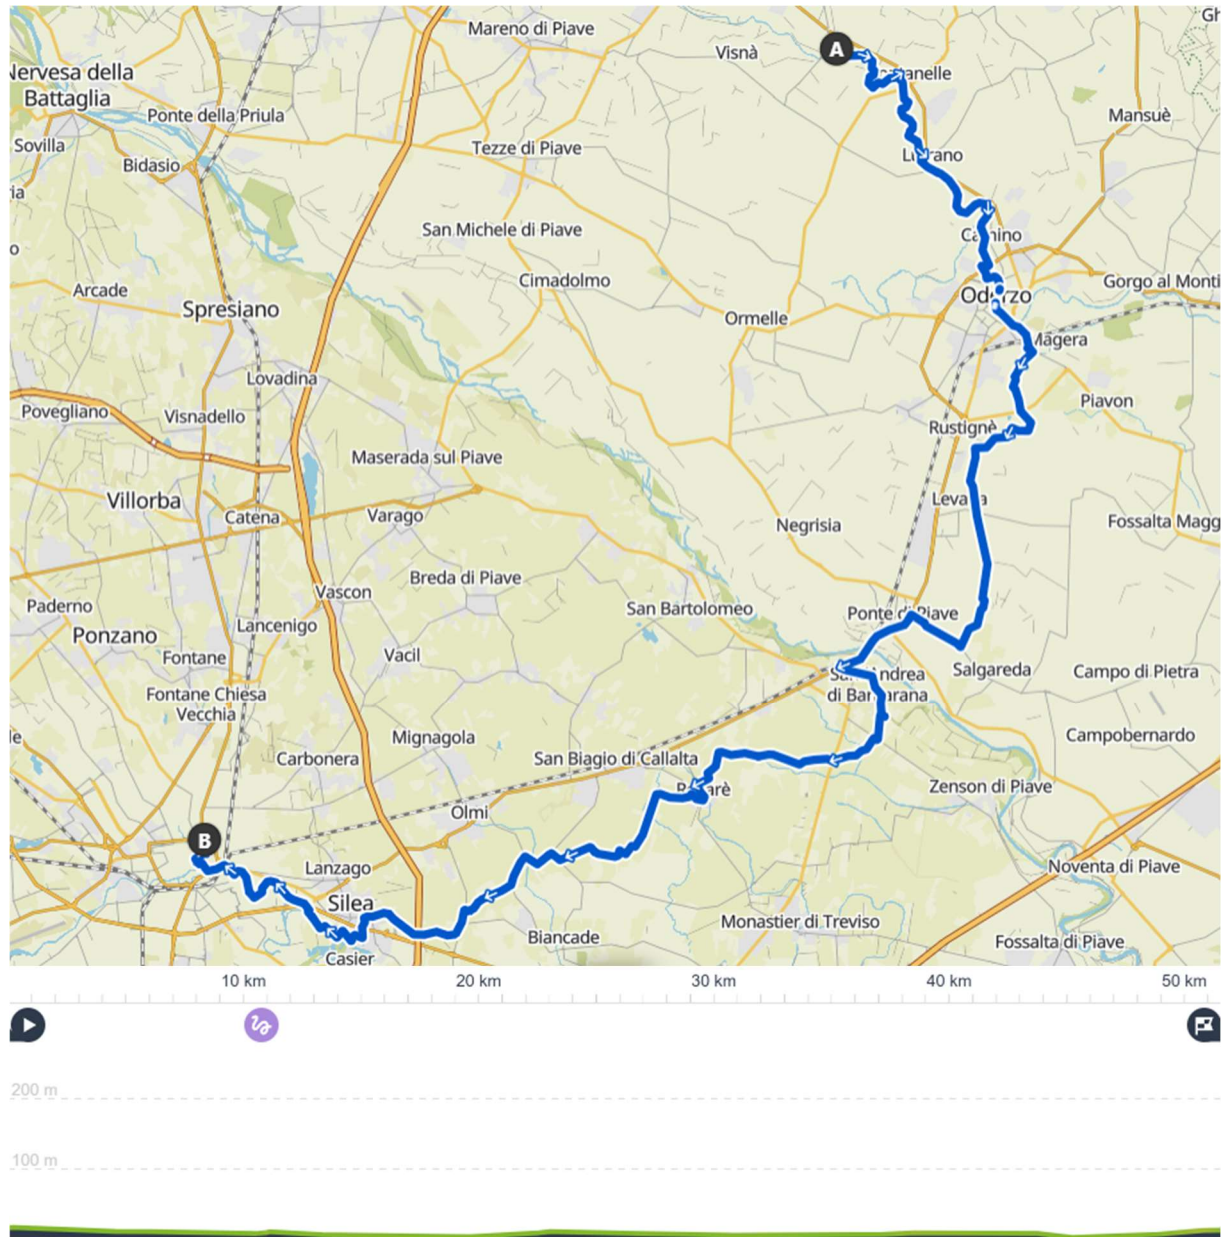 Mareno di Piave
Visnà
A
Nervesa della
Battaglia
Ponte della Priula
Mansuè
Sovilla
Tezze di Piave
Bidasio
San Michele di Piave
Cimadolmo
Gorgo al Monti
Arcade
Spresiano
Ormelle
Magera
Lovadina
Povegliano
Visnadello
Piavon
Rustignè
Maserada sul Piave
Villorba
Catena
Varago
Negrisia
Fossalta Magg
Breda di Piave
Vascon
Paderno
San Bartolomeo
Ponte di Piave
Ponzano
Lancenigo
Fontane
Vacil
Salgareda
Campo di Pietra
Fontane Chiesa
Vecchia
Mignagola
Campobernardo
Carbonera
San Biagio di Callalta
Zenson di Piave
Olmi
B
Lanzago
Noventa di Piave
Silea
Monastier di Treviso
Biancade
Fossalta di Piave
Casier
10 km 20 km 30 km 40 km 50 km
200 m
100 m